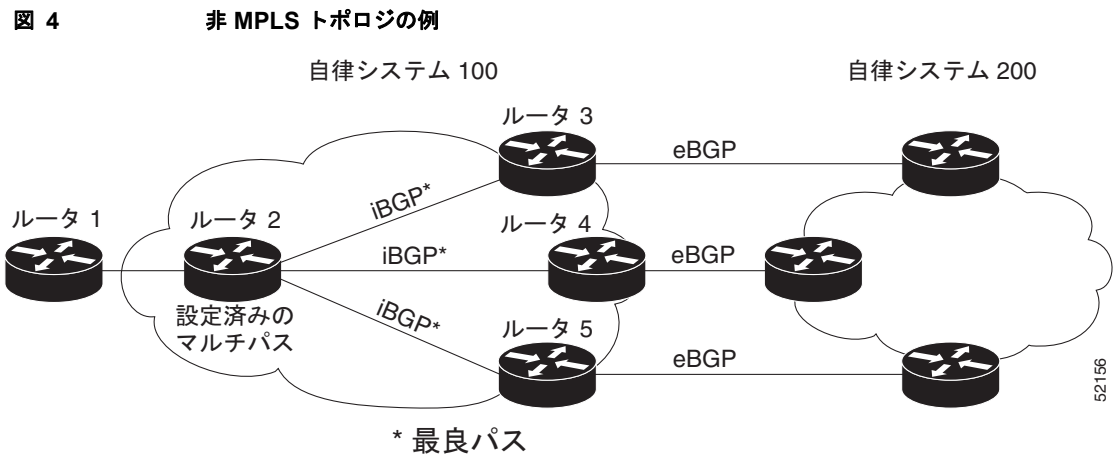 図 4 非 MPLS トポロジの例
自律システム 100
自律システム 200
ルータ 3
eBGP
iBGP*
ルータ 1
ルータ 2
ルータ 4
iBGP*
eBGP
設定済みの
マルチパス
iBGP*
ルータ 5
eBGP
52156
* 最良パス